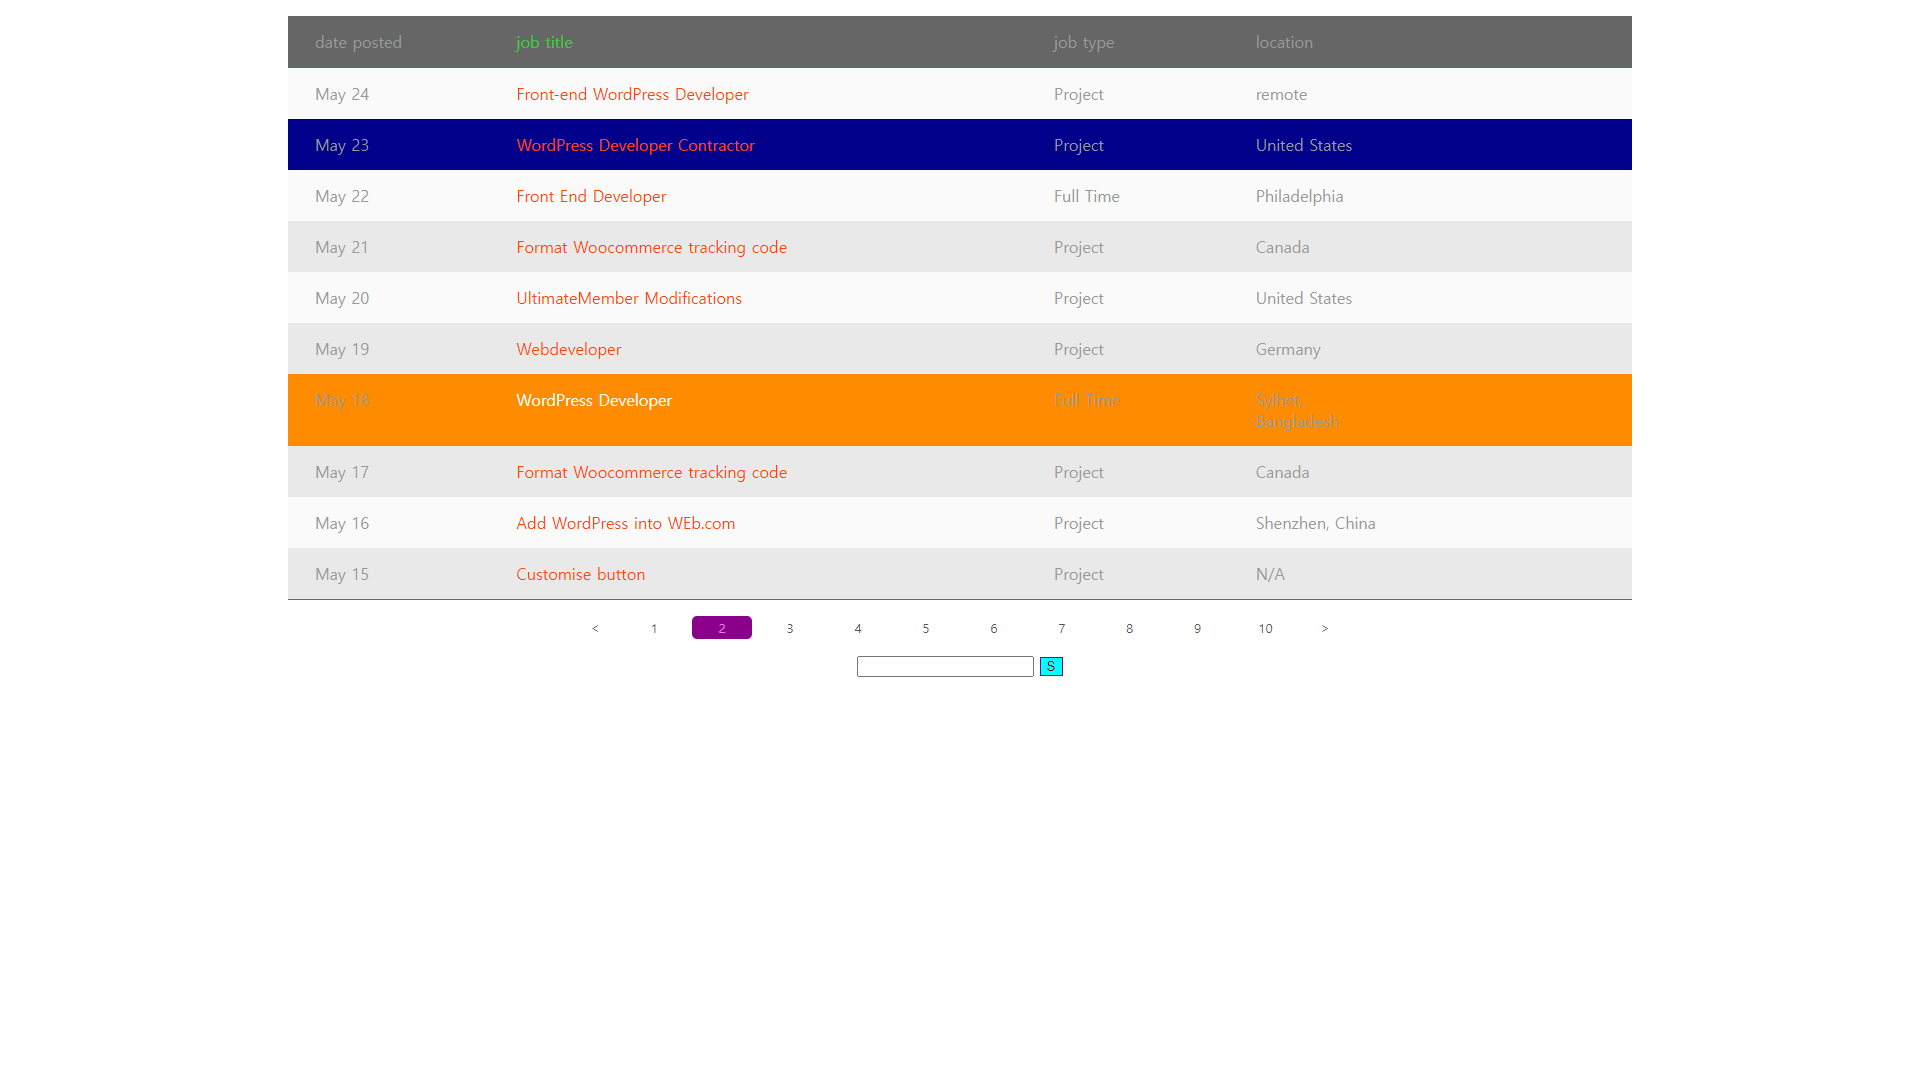 date posted job title job type location
May 24 Front-end WordPress Developer Project remote
May 23 WordPress Developer Contractor Project United States
May 22 Front End Developer Full Time Philadelphia
May 21 Format Woocommerce tracking code Project Canada
May 20 UltimateMember Modifications Project United States
May 19 Webdeveloper Project Germany
May 18 WordPress Developer Full Time Sylhet,
Bangladesh
May 17 Format Woocommerce tracking code Project Canada
May 16 Add WordPress into WEb.com Project Shenzhen, China
May 15 Customise button Project N/A
< 1 2 3 4 5 6 7 8 9 10 >
S